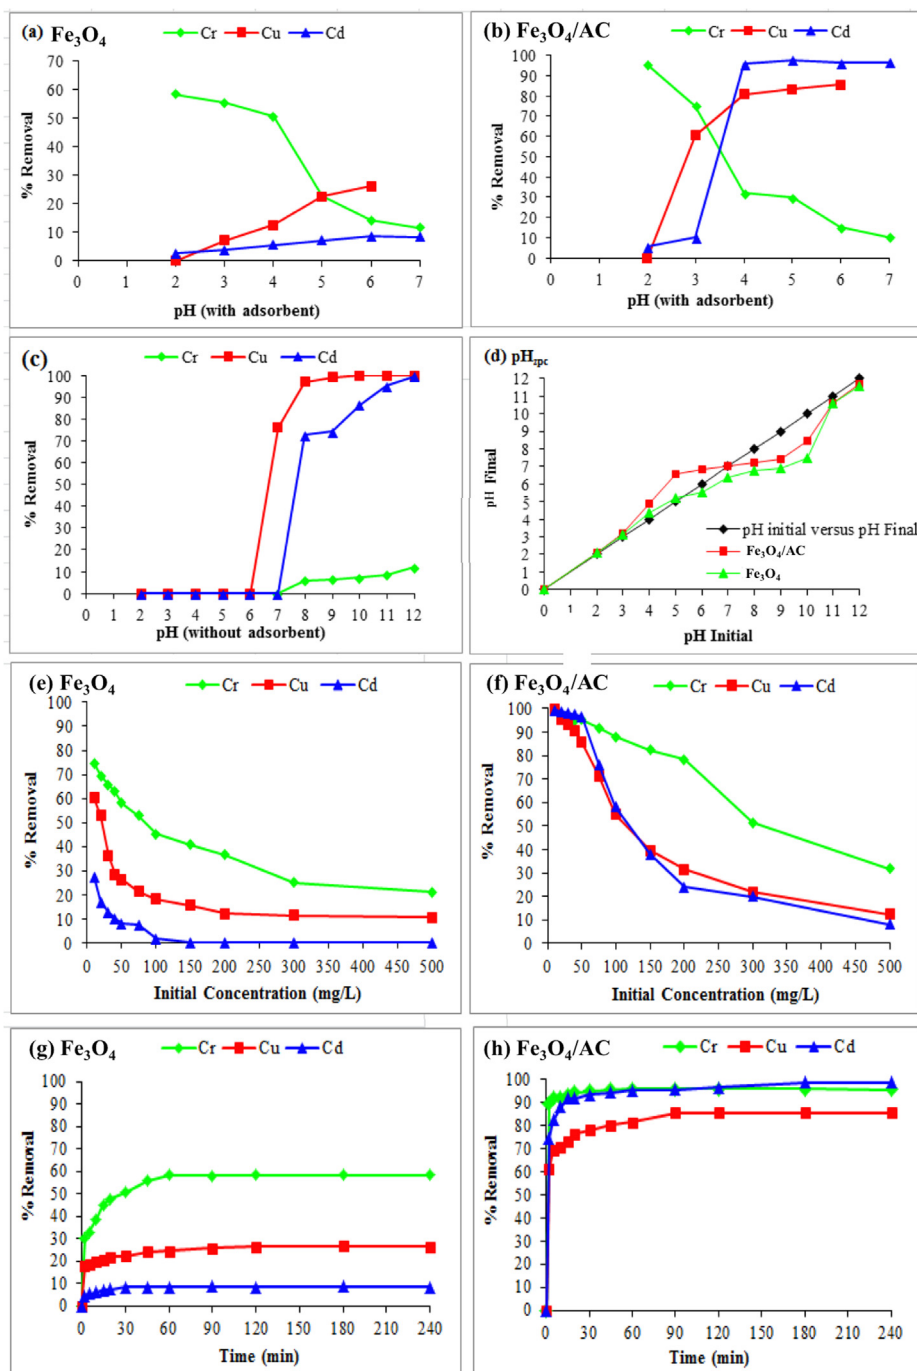 (a) Fe₃O₄
Cr Cu Cd
% Removal
70
60
50
40
30
20
10
0
0 1 2 3 4 5 6 7
pH (with adsorbent)
(b) Fe₃O₄/AC
Cr Cu Cd
% Removal
100
90
80
70
60
50
40
30
20
10
0
0 1 2 3 4 5 6 7
pH (with adsorbent)
(c)
Cr Cu Cd
% Removal
100
90
80
70
60
50
40
30
20
10
0
0 1 2 3 4 5 6 7 8 9 10 11 12
pH (without adsorbent)
(d) pHzpc
pH Final
12
11
10
9
8
7
6
5
4
3
2
1
0
pH initial versus pH Final
Fe₃O₄/AC
Fe₃O₄
0 1 2 3 4 5 6 7 8 9 10 11 12
pH Initial
(e) Fe₃O₄
Cr Cu Cd
% Removal
100
90
80
70
60
50
40
30
20
10
0
0 50 100 150 200 250 300 350 400 450 500
Initial Concentration (mg/L)
(f) Fe₃O₄/AC
Cr Cu Cd
% Removal
100
90
80
70
60
50
40
30
20
10
0
0 50 100 150 200 250 300 350 400 450 500
Initial Concentration (mg/L)
(g) Fe₃O₄
Cr Cu Cd
% Removal
100
90
80
70
60
50
40
30
20
10
0
0 30 60 90 120 150 180 210 240
Time (min)
(h) Fe₃O₄/AC
Cr Cu Cd
% Removal
100
90
80
70
60
50
40
30
20
10
0
0 30 60 90 120 150 180 210 240
Time (min)